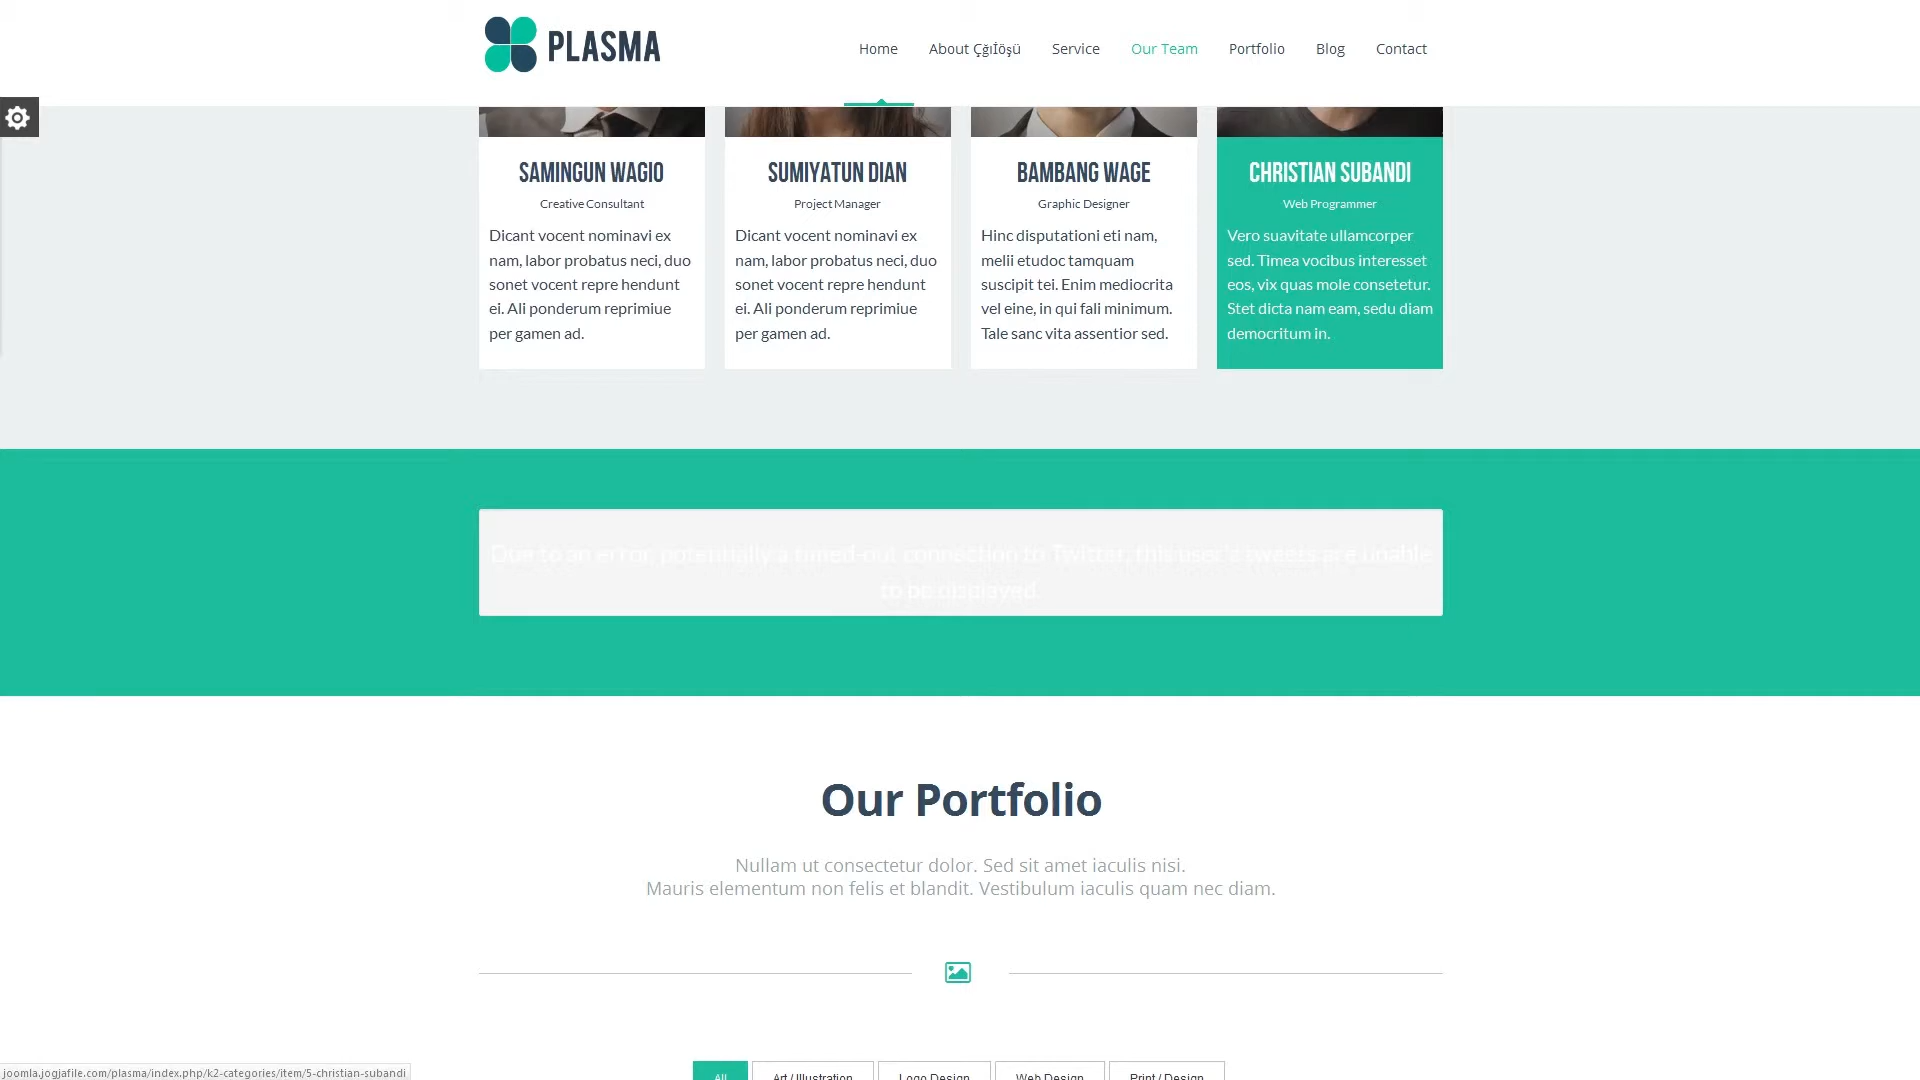 PLASMA
Home
About ÇğıİöşÜ
Service
Our Team
Portfolio
Blog
Contact
SAMINGUN WAGIO
Creative Consultant
Dicant vocent nominavi ex
nam, labor probatus neci, duo
sonet vocent repre hendunt
ei. Ali ponderum reprimiue
per gamen ad.
SUMIYATUN DIAN
Project Manager
Dicant vocent nominavi ex
nam, labor probatus neci, duo
sonet vocent repre hendunt
ei. Ali ponderum reprimiue
per gamen ad.
BAMBANG WAGE
Graphic Designer
Hinc disputationi eti nam,
melii etudoc tamquam
suscipit tei. Enim mediocrita
vel eine, in qui fali minimum.
Tale sanc vita assentior sed.
CHRISTIAN SUBANDI
Web Programmer
Vero suavitate ullamcorper
sed. Timea vocibus interesset
eos, vix quas mole consetetur.
Stet dicta nam eam, sedu diam
democritum in.
Due to an error, potentially a timed-out connection to Twitter, this user's tweets are unable
to be displayed.
Our Portfolio
Nullam ut consectetur dolor. Sed sit amet iaculis nisi.
Mauris elementum non felis et blandit. Vestibulum iaculis quam nec diam.
All
Art / Illustration
Logo Design
Web Design
Print / Design
joomla.jogjafile.com/plasma/index.php/k2-categories/item/5-christian-subandi